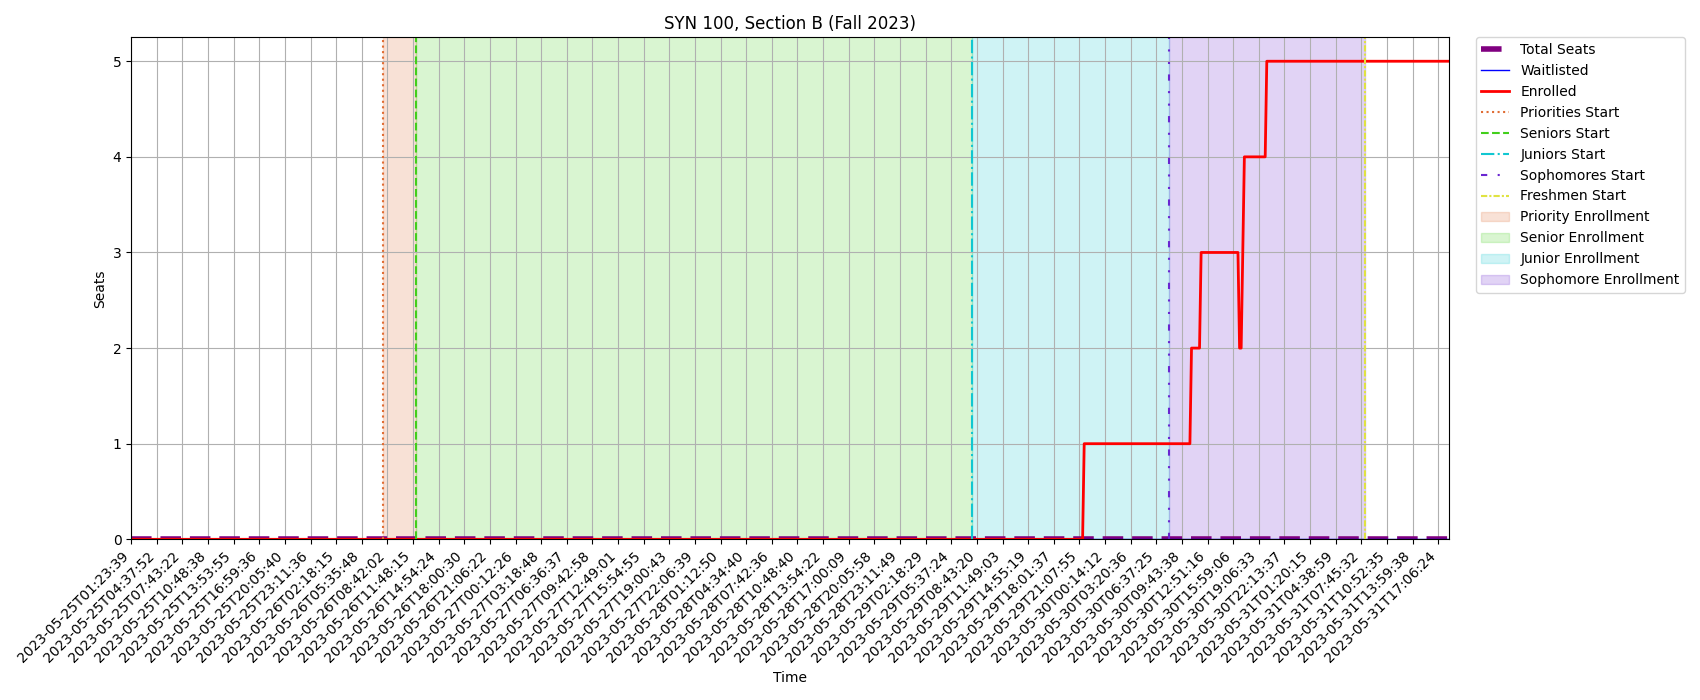 SYN 100, Section B (Fall 2023)
5
4
3
2
1
0
Seats
2023-05-25T01:23:39
2023-05-25T04:37:52
2023-05-25T07:43:22
2023-05-25T10:48:38
2023-05-25T13:53:55
2023-05-25T16:59:36
2023-05-25T20:05:40
2023-05-25T23:11:36
2023-05-26T02:18:15
2023-05-26T05:35:48
2023-05-26T08:42:02
2023-05-26T11:48:15
2023-05-26T14:54:24
2023-05-26T18:00:30
2023-05-26T21:06:22
2023-05-27T00:12:26
2023-05-27T03:18:48
2023-05-27T06:36:37
2023-05-27T09:42:58
2023-05-27T12:49:01
2023-05-27T15:54:55
2023-05-27T19:00:43
2023-05-27T22:06:39
2023-05-28T01:12:50
2023-05-28T04:34:40
2023-05-28T07:42:36
2023-05-28T10:48:40
2023-05-28T13:54:22
2023-05-28T17:00:09
2023-05-28T20:05:58
2023-05-28T23:11:49
2023-05-29T02:18:29
2023-05-29T05:37:24
2023-05-29T08:43:20
2023-05-29T11:49:03
2023-05-29T14:55:19
2023-05-29T18:01:37
2023-05-29T21:07:55
2023-05-30T00:14:12
2023-05-30T03:20:36
2023-05-30T06:37:25
2023-05-30T09:43:38
2023-05-30T12:51:16
2023-05-30T15:59:06
2023-05-30T19:06:33
2023-05-30T22:13:37
2023-05-31T01:20:15
2023-05-31T04:38:59
2023-05-31T07:45:32
2023-05-31T10:52:35
2023-05-31T13:59:38
2023-05-31T17:06:24
Time
Total Seats
Waitlisted
Enrolled
Priorities Start
Seniors Start
Juniors Start
Sophomores Start
Freshmen Start
Priority Enrollment
Senior Enrollment
Junior Enrollment
Sophomore Enrollment